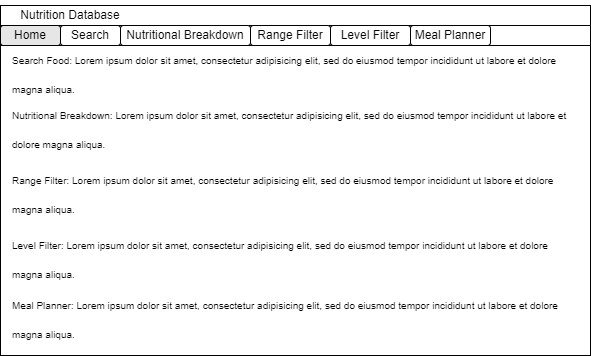 Nutrition Database
Home Search Nutritional Breakdown Range Filter Level Filter Meal Planner
Search Food: Lorem ipsum dolor sit amet, consectetur adipisicing elit, sed do eiusmod tempor incididunt ut labore et dolore
magna aliqua.
Nutritional Breakdown: Lorem ipsum dolor sit amet, consectetur adipisicing elit, sed do eiusmod tempor incididunt ut labore et
dolore magna aliqua.
Range Filter: Lorem ipsum dolor sit amet, consectetur adipisicing elit, sed do eiusmod tempor incididunt ut labore et dolore
magna aliqua.
Level Filter: Lorem ipsum dolor sit amet, consectetur adipisicing elit, sed do eiusmod tempor incididunt ut labore et dolore
magna aliqua.
Meal Planner: Lorem ipsum dolor sit amet, consectetur adipisicing elit, sed do eiusmod tempor incididunt ut labore et dolore
magna aliqua.